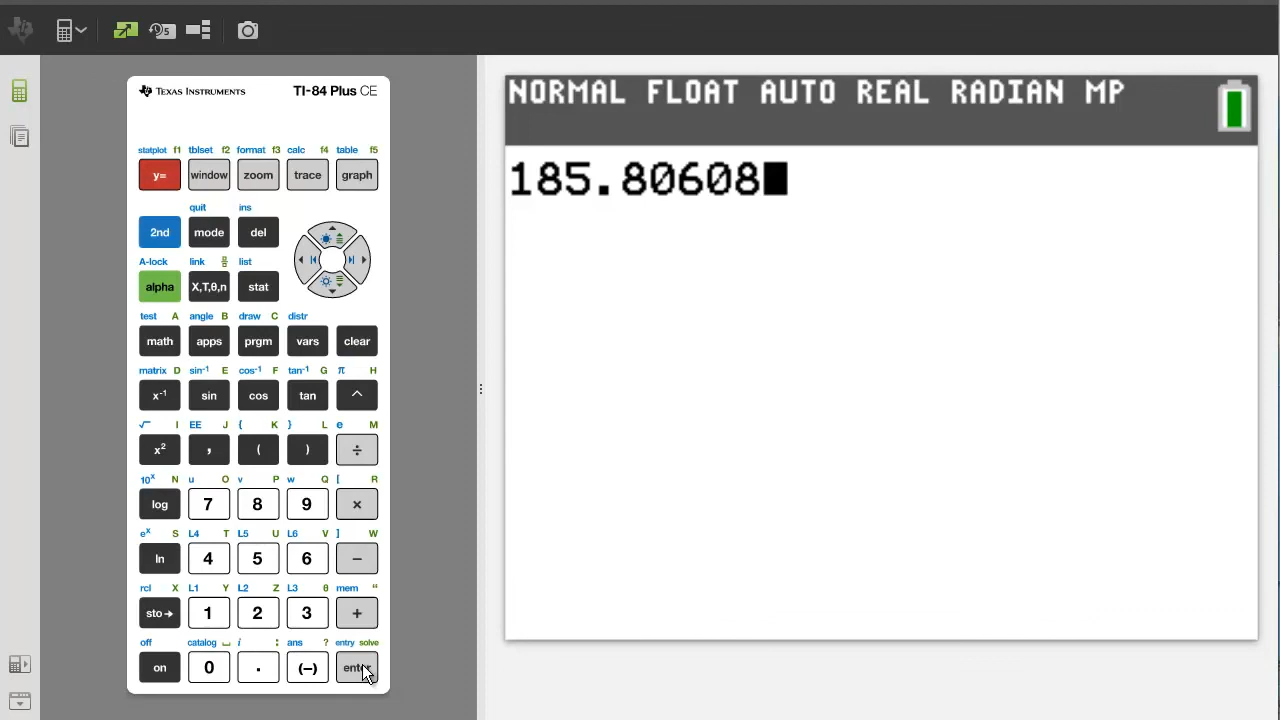 TEXAS INSTRUMENTS TI-84 Plus CE
NORMAL FLOAT AUTO REAL RADIAN MP
185.80608
statplot f1 tblset f2 format f3 calc f4 table f5
y= window zoom trace graph
quit ins
2nd mode del
A-lock link list
alpha X,T,θ,n stat
test A angle B draw C distr
math apps prgm vars clear
matrix D sin⁻¹ E cos⁻¹ F tan⁻¹ G π H
x⁻¹ sin cos tan ^
√ I EE J { K } L e M
x² , ( ) ÷
10ˣ N u O v P w Q [ R
log 7 8 9 ×
eˣ S L4 T L5 U L6 V ] W
ln 4 5 6 −
rcl X L1 Y L2 Z L3 θ mem “
sto→ 1 2 3 +
off catalog ⎵ i : ans ? entry solve
on 0 . (−) enter